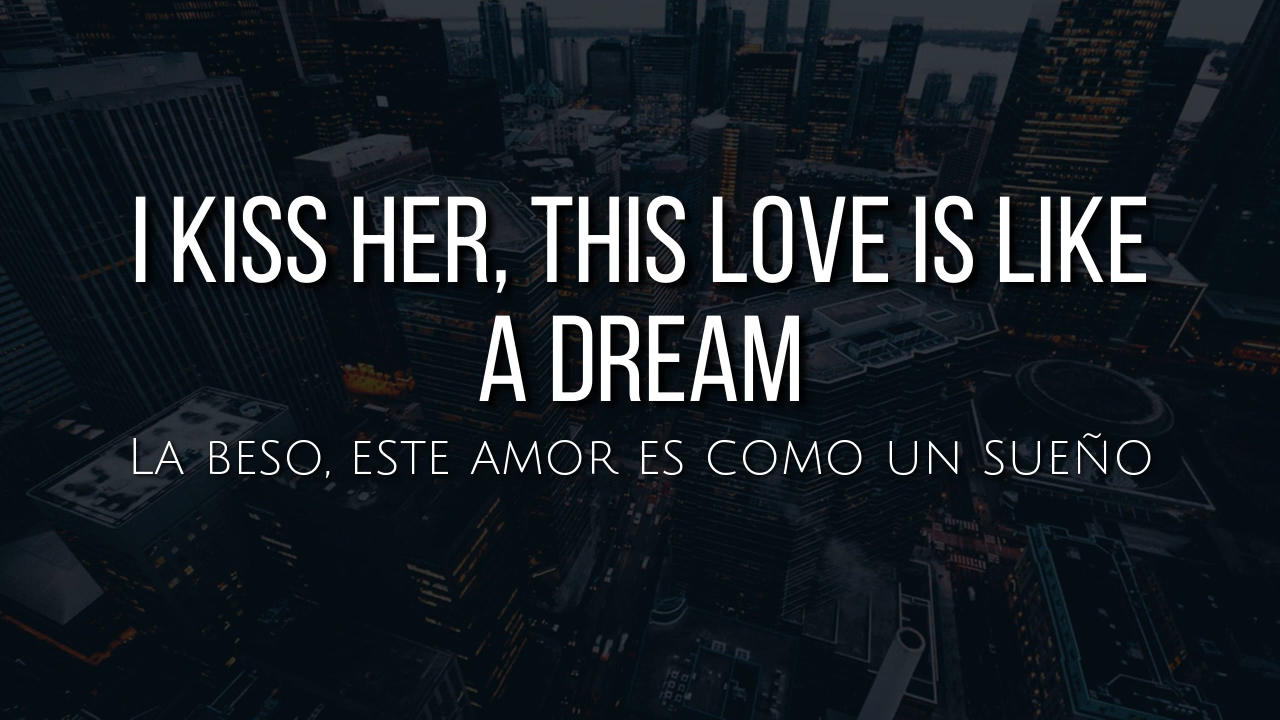 I KISS HER, THIS LOVE IS LIKE
A DREAM
La beso, este amor es como un sueño